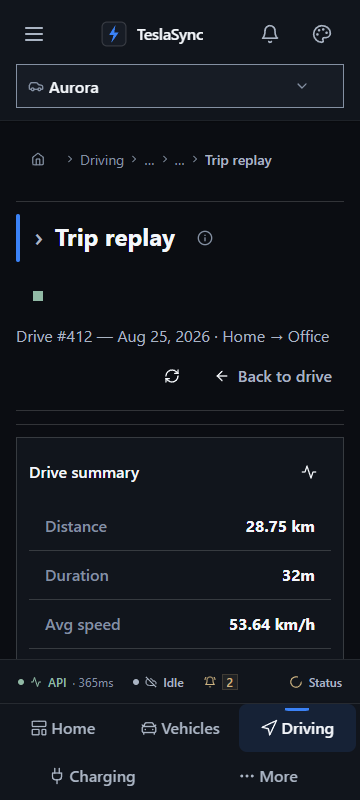 TeslaSync
Aurora
Driving ... ... Trip replay
Trip replay
Drive #412 — Aug 25, 2026 · Home → Office
Back to drive
Drive summary
Distance 28.75 km
Duration 32m
Avg speed 53.64 km/h
API · 365ms Idle 2 Status
Home Vehicles Driving
Charging More